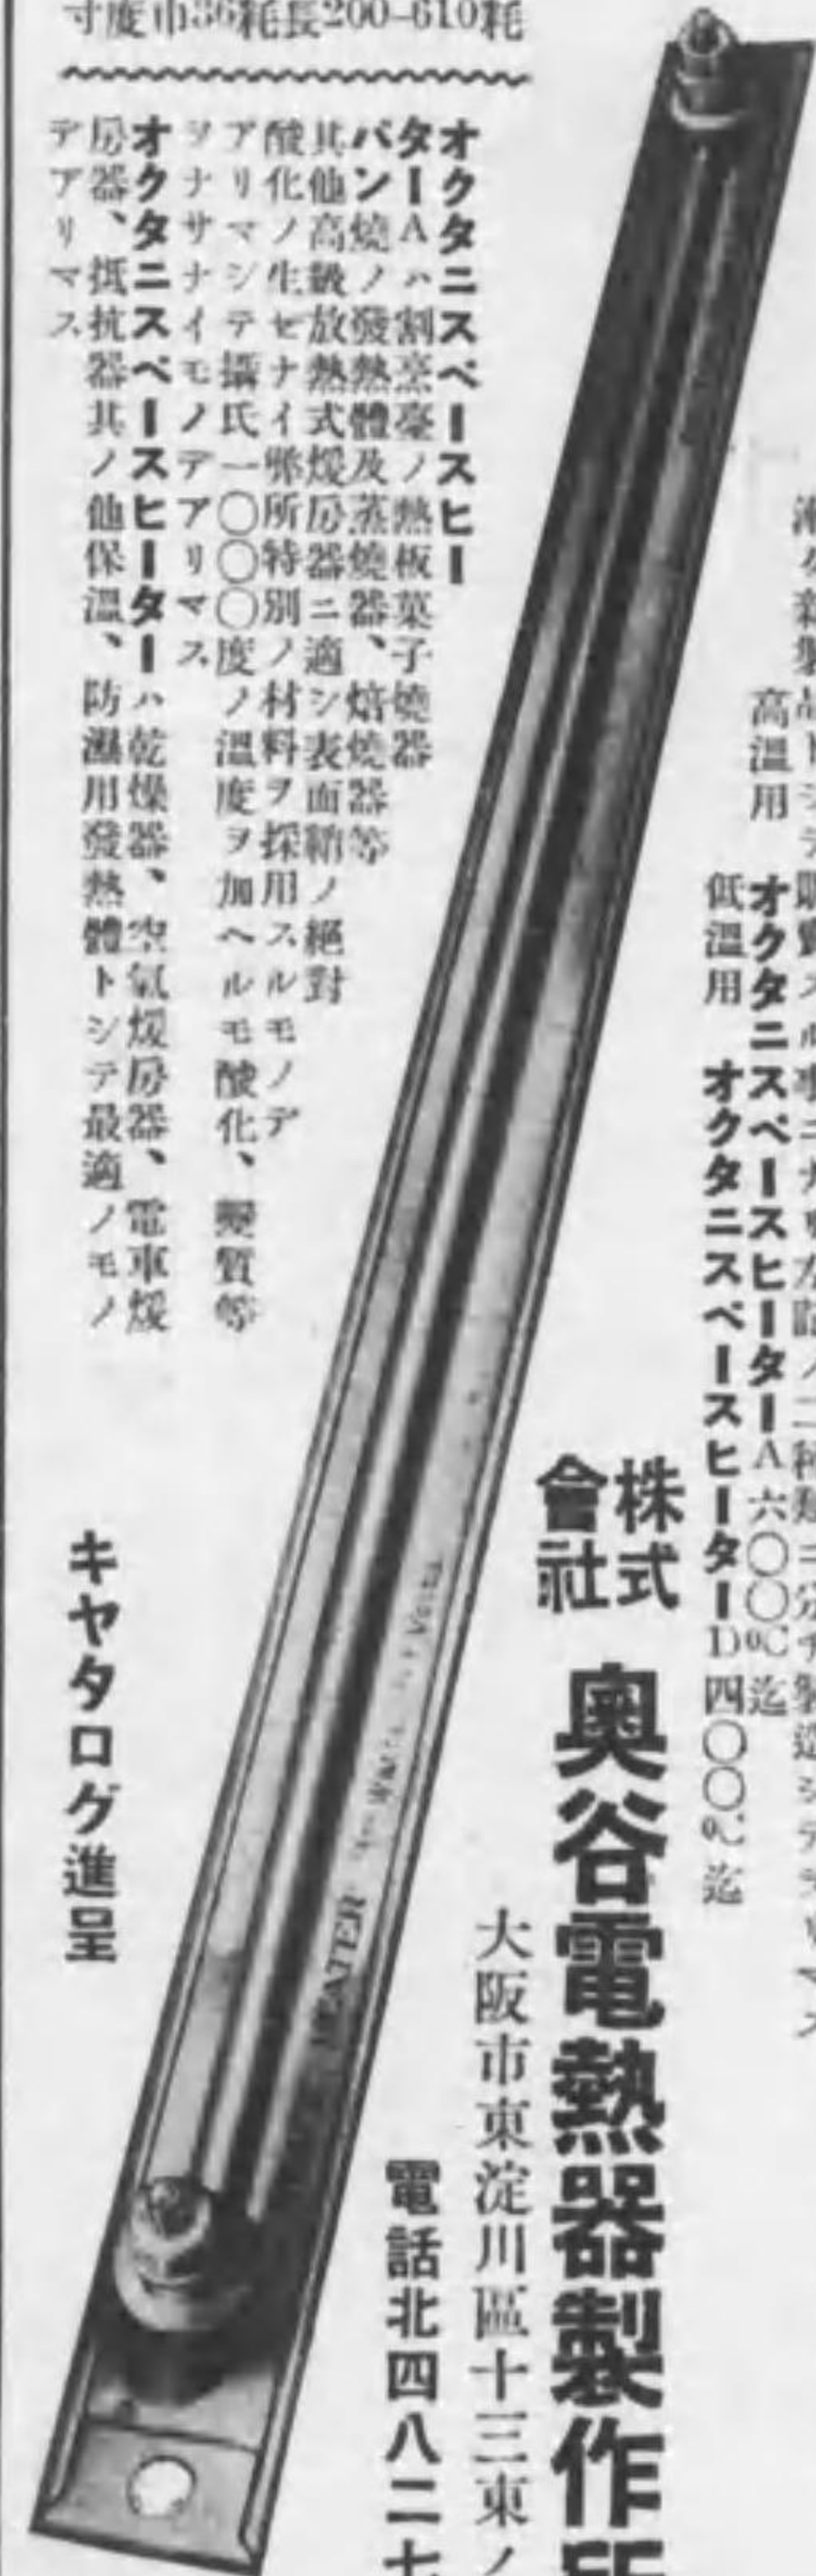 寸度巾36粍長200-610粍
高溫用 オクタニスペースヒーターA六〇〇℃迄
低溫用 オクタニスペースヒーターD四〇〇℃迄
株式會社 奥谷電熱器製作
大阪市東淀川區十三東ノ
電話北四八二七
オクタニスペースヒー
ターAハ割烹臺ノ熱板菓子燒器
パン燒ノ發熱體及蒸燒器、焙燒器等
其他高級放熱式煖房器ニ適シ表面鞘ノ絕對
酸化ノ生ゼナイ弊所特別ノ材料ヲ採用スルモノデ
アリマシテ攝氏一〇〇〇度ノ溫度ヲ加ヘルモ酸化、變質等
ヲナサナイモノデアリマス
オクタニスペースヒーターハ乾燥器、空氣煖房器、電車煖
房器、抵抗器其ノ他保溫、防濕用發熱體トシテ最適ノモノ
デアリマス
キヤタログ進呈
HEATER